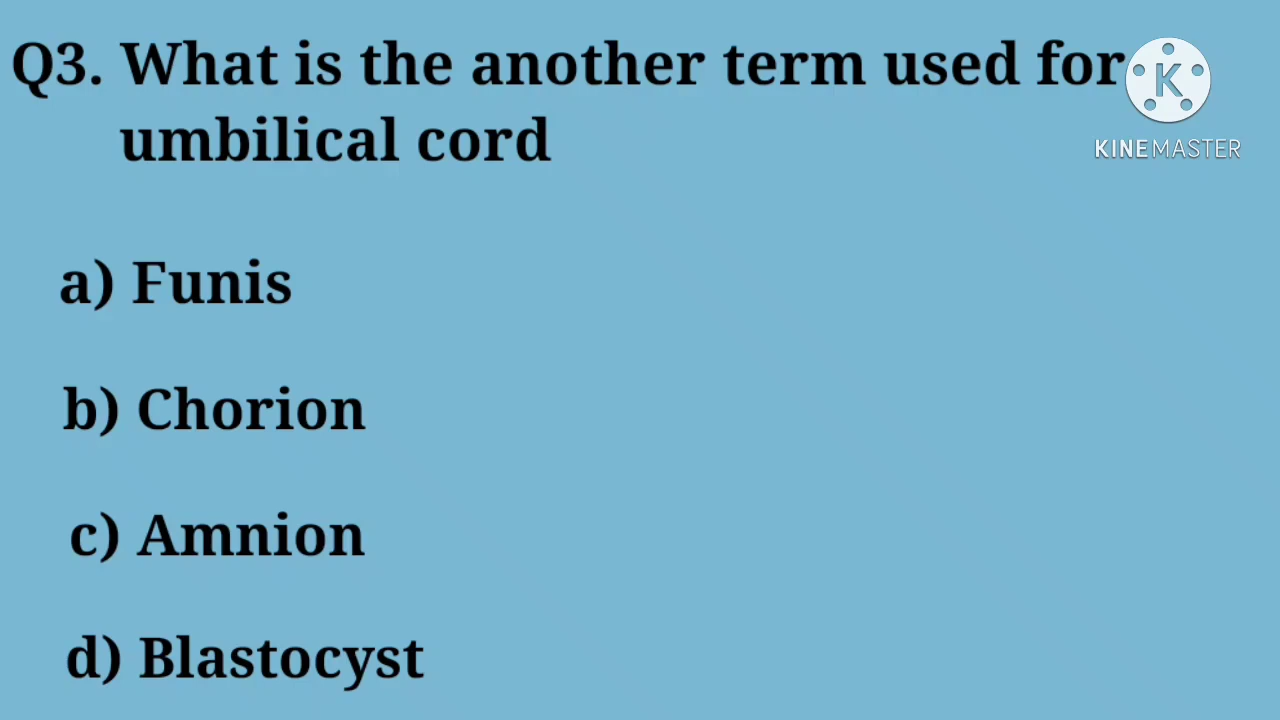 Q3. What is the another term used for
umbilical cord
K
KINEMASTER
a) Funis
b) Chorion
c) Amnion
d) Blastocyst